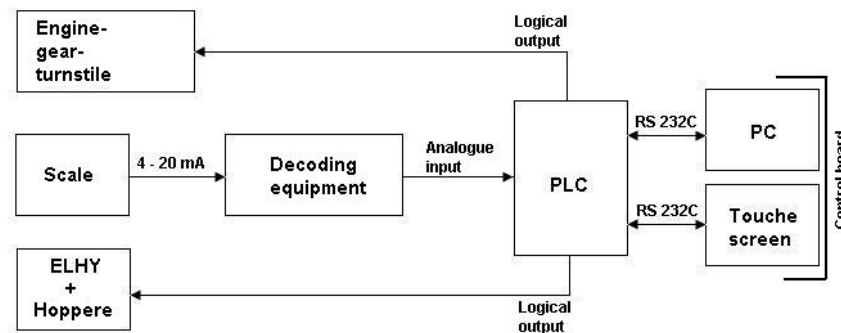 Engine-
gear-
turnstile
Logical
output
Scale
4 - 20 mA
Decoding
equipment
Analogue
input
PLC
RS 232C
PC
RS 232C
Touche
screen
Control board
ELHY
+
Hoppere
Logical
output